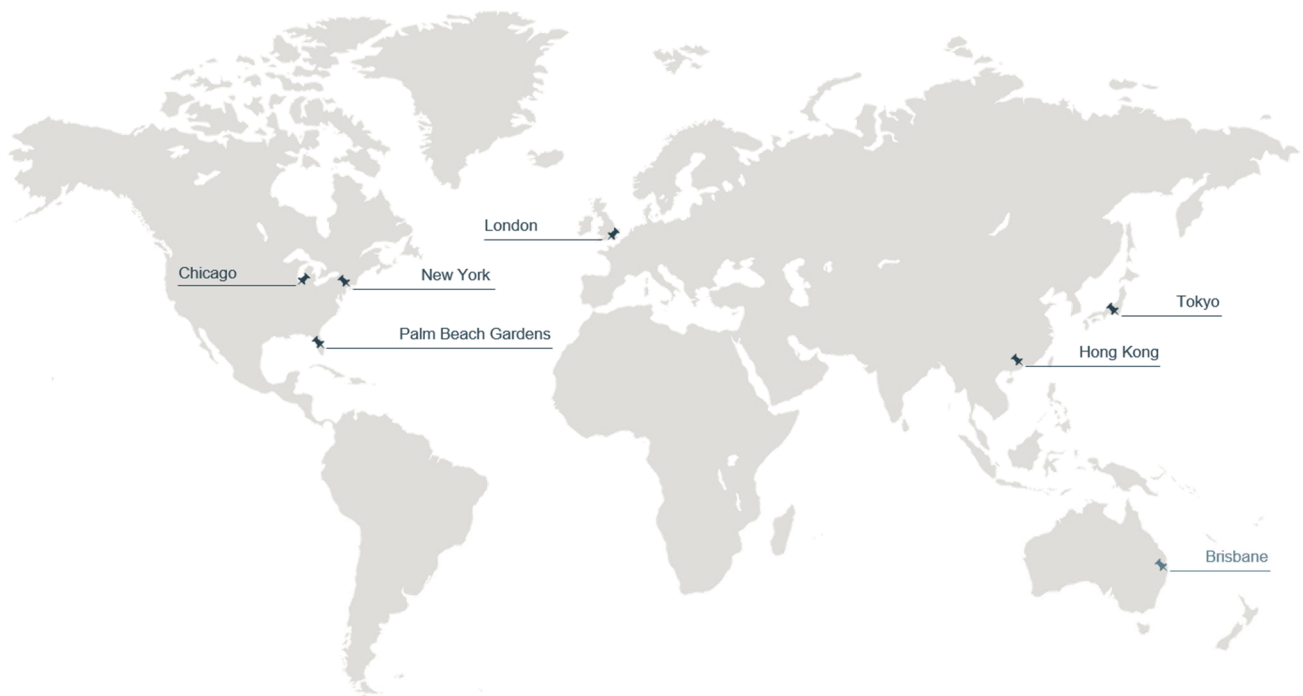 London
Chicago
New York
Tokyo
Palm Beach Gardens
Hong Kong
Brisbane